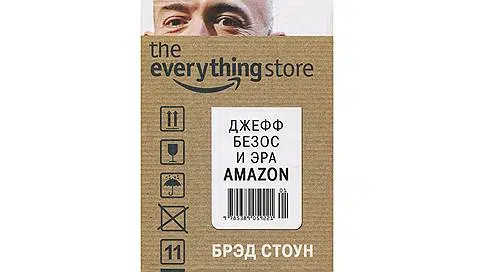 the
everything store
ДЖЕФФ
БЕЗОС
И ЭРА
AMAZON
11
БРЭД СТОУН